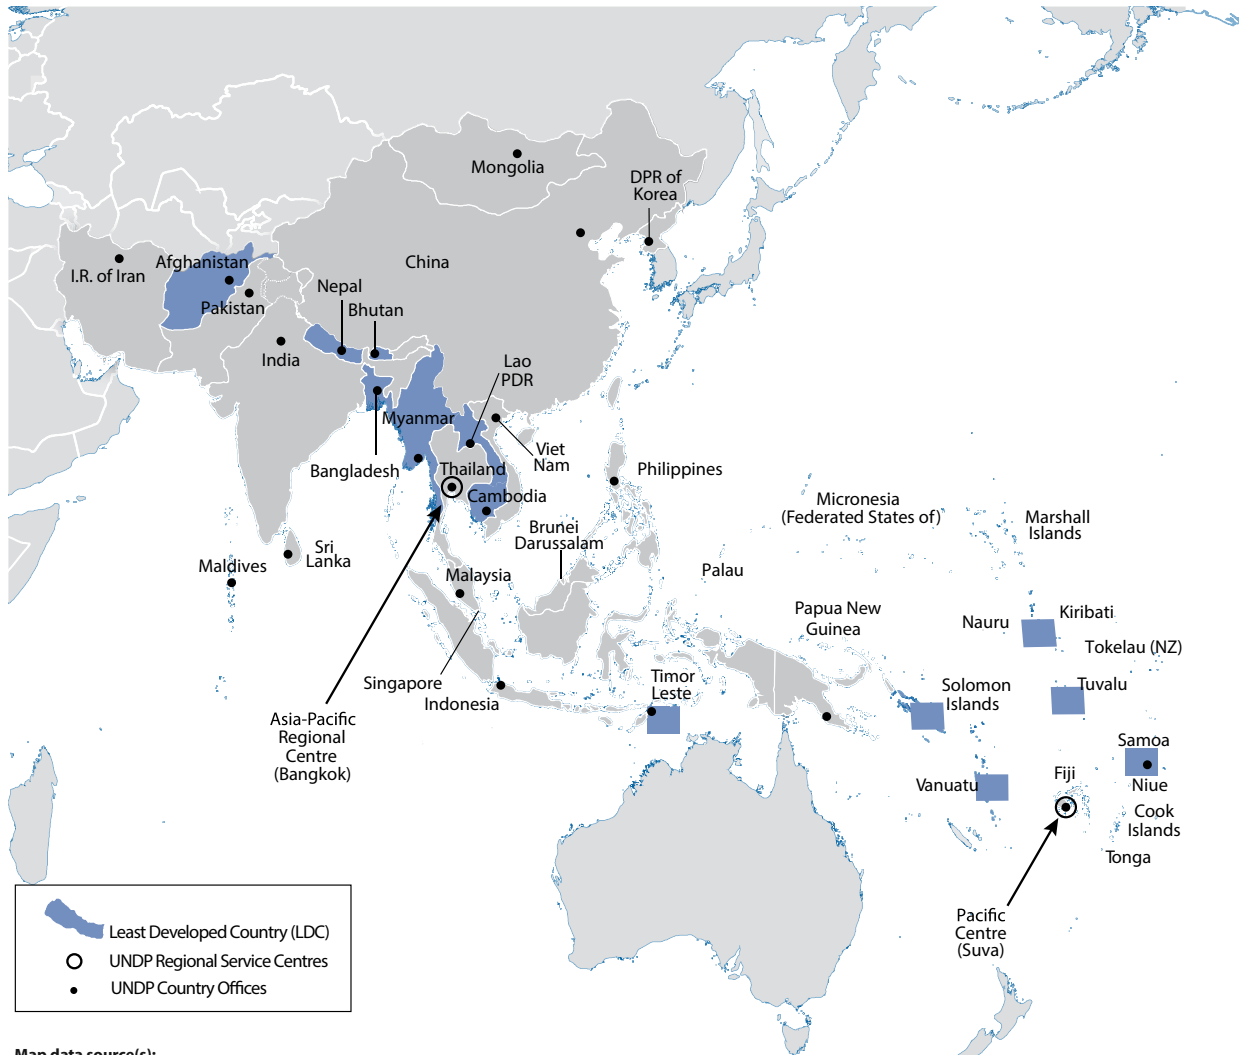 Mongolia
DPR of
Korea
I.R. of Iran
Afghanistan
China
Pakistan
Nepal
Bhutan
India
Lao
PDR
Myanmar
Bangladesh
Thailand
Viet
Nam
Cambodia
Philippines
Micronesia
(Federated States of)
Marshall
Islands
Brunei
Darussalam
Sri
Lanka
Maldives
Malaysia
Palau
Papua New
Guinea
Nauru
Kiribati
Tokelau (NZ)
Singapore
Indonesia
Timor
Leste
Solomon
Islands
Tuvalu
Samoa
Asia-Pacific
Regional
Centre
(Bangkok)
Vanuatu
Fiji
Niue
Cook
Islands
Tonga
Pacific
Centre
(Suva)
Least Developed Country (LDC)
UNDP Regional Service Centres
UNDP Country Offices
Map data source(s):